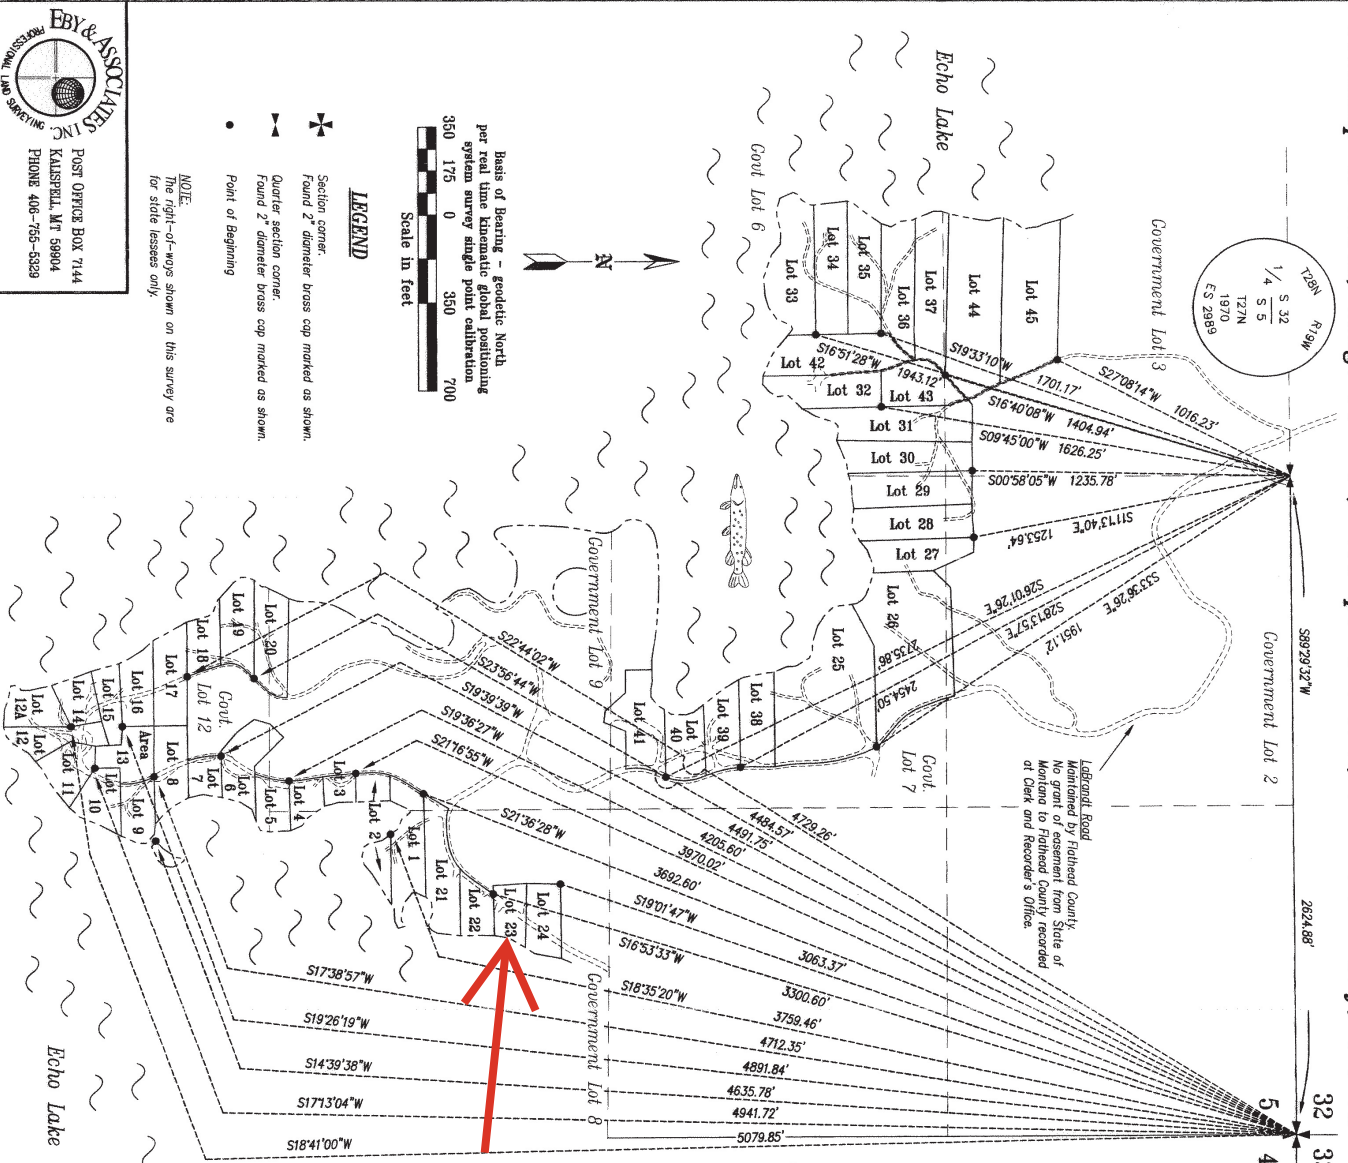 EBY & ASSOCIATES INC.
PROFESSIONAL LAND SURVEYING
POST OFFICE BOX 7144
KALISPELL, MT 59904
PHONE 406-755-5329
LEGEND
Section corner.
Found 2" diameter brass cap marked as shown.
Quarter section corner.
Found 2" diameter brass cap marked as shown.
Point of Beginning
NOTE:
The right-of-ways shown on this survey are
for state lessees only.
Basis of Bearing - geodetic North
per real time kinematic global positioning
system survey single point calibration
350 175 0 350 700
Scale in feet
N
Echo Lake
Govt Lot 6
Government Lot 3
T28N R19W
1/4 S 32
S 5
T27N
1970
ES 2989
Lot 33
Lot 34
Lot 35
Lot 36
Lot 37
Lot 44
Lot 45
Lot 42
Lot 32
Lot 43
Lot 31
Lot 30
Lot 29
Lot 28
Lot 27
Lot 26
Lot 25
S16°51'28"W
1943.12'
S19°33'10"W
1701.17'
S27°08'14"W
1016.23'
S16°40'08"W 1404.94'
S09°45'00"W 1626.25'
S00°58'05"W 1235.78'
S11°13'40"E
1253.64'
S26°01'26"E
S28°13'57"E
S33°36'26"E
1951.12'
2735.86'
2454.50'
S89°29'32"W
2624.88'
Government Lot 2
Government Lot 9
Govt.
Lot 7
LaBrandt Road
Maintained by Flathead County.
No grant of easement from State of
Montana to Flathead County recorded
at Clerk and Recorder's Office.
Lot 38
Lot 39
Lot 40
Lot 41
Lot 20
Lot 19
Lot 18
Lot 17
Lot 16
Lot 15
Lot 14
Lot
12A
Lot
12
Govt.
Lot 12
Area
13
Lot 11
Lot 10
Lot 9
Lot 8
Lot 7
Lot 6
Lot 5
Lot 4
Lot 3
Lot 2
Lot 1
Lot 21
Lot 22
Lot 23
Lot 24
S22°44'02"W
S23°56'44"W
S19°39'39"W
S19°36'27"W
S21°16'55"W
S21°36'28"W
S19°01'47"W
S16°53'33"W
S18°35'20"W
S17°38'57"W
S19°26'19"W
S14°39'38"W
S17°13'04"W
S18°41'00"W
4729.26'
4484.57'
4491.75'
4205.60'
3970.02'
3692.60'
3063.37'
3300.60'
3759.46'
4712.35'
4891.84'
4635.78'
4941.72'
5079.85'
Government Lot 8
Echo Lake
32
5
4